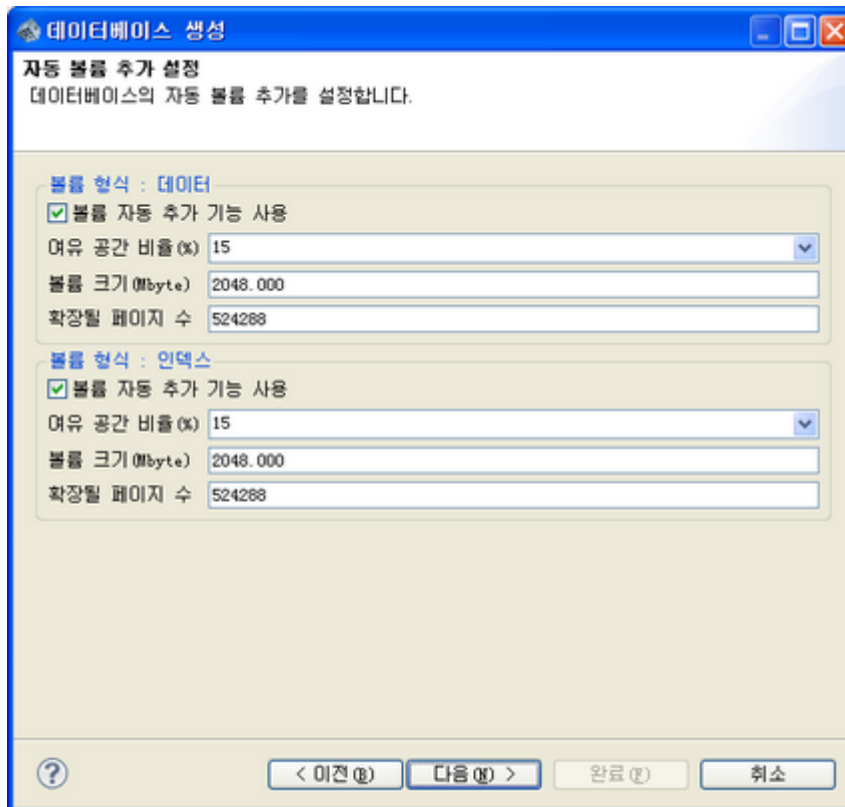 데이터베이스 생성
자동 볼륨 추가 설정
데이터베이스의 자동 볼륨 추가를 설정합니다.
볼륨 형식 : 데이터
볼륨 자동 추가 기능 사용
여유 공간 비율(%) 15
볼륨 크기(Mbyte) 2048.000
확장될 페이지 수 524288
볼륨 형식 : 인덱스
볼륨 자동 추가 기능 사용
여유 공간 비율(%) 15
볼륨 크기(Mbyte) 2048.000
확장될 페이지 수 524288
? < 이전(B) 다음(N) > 완료(F) 취소